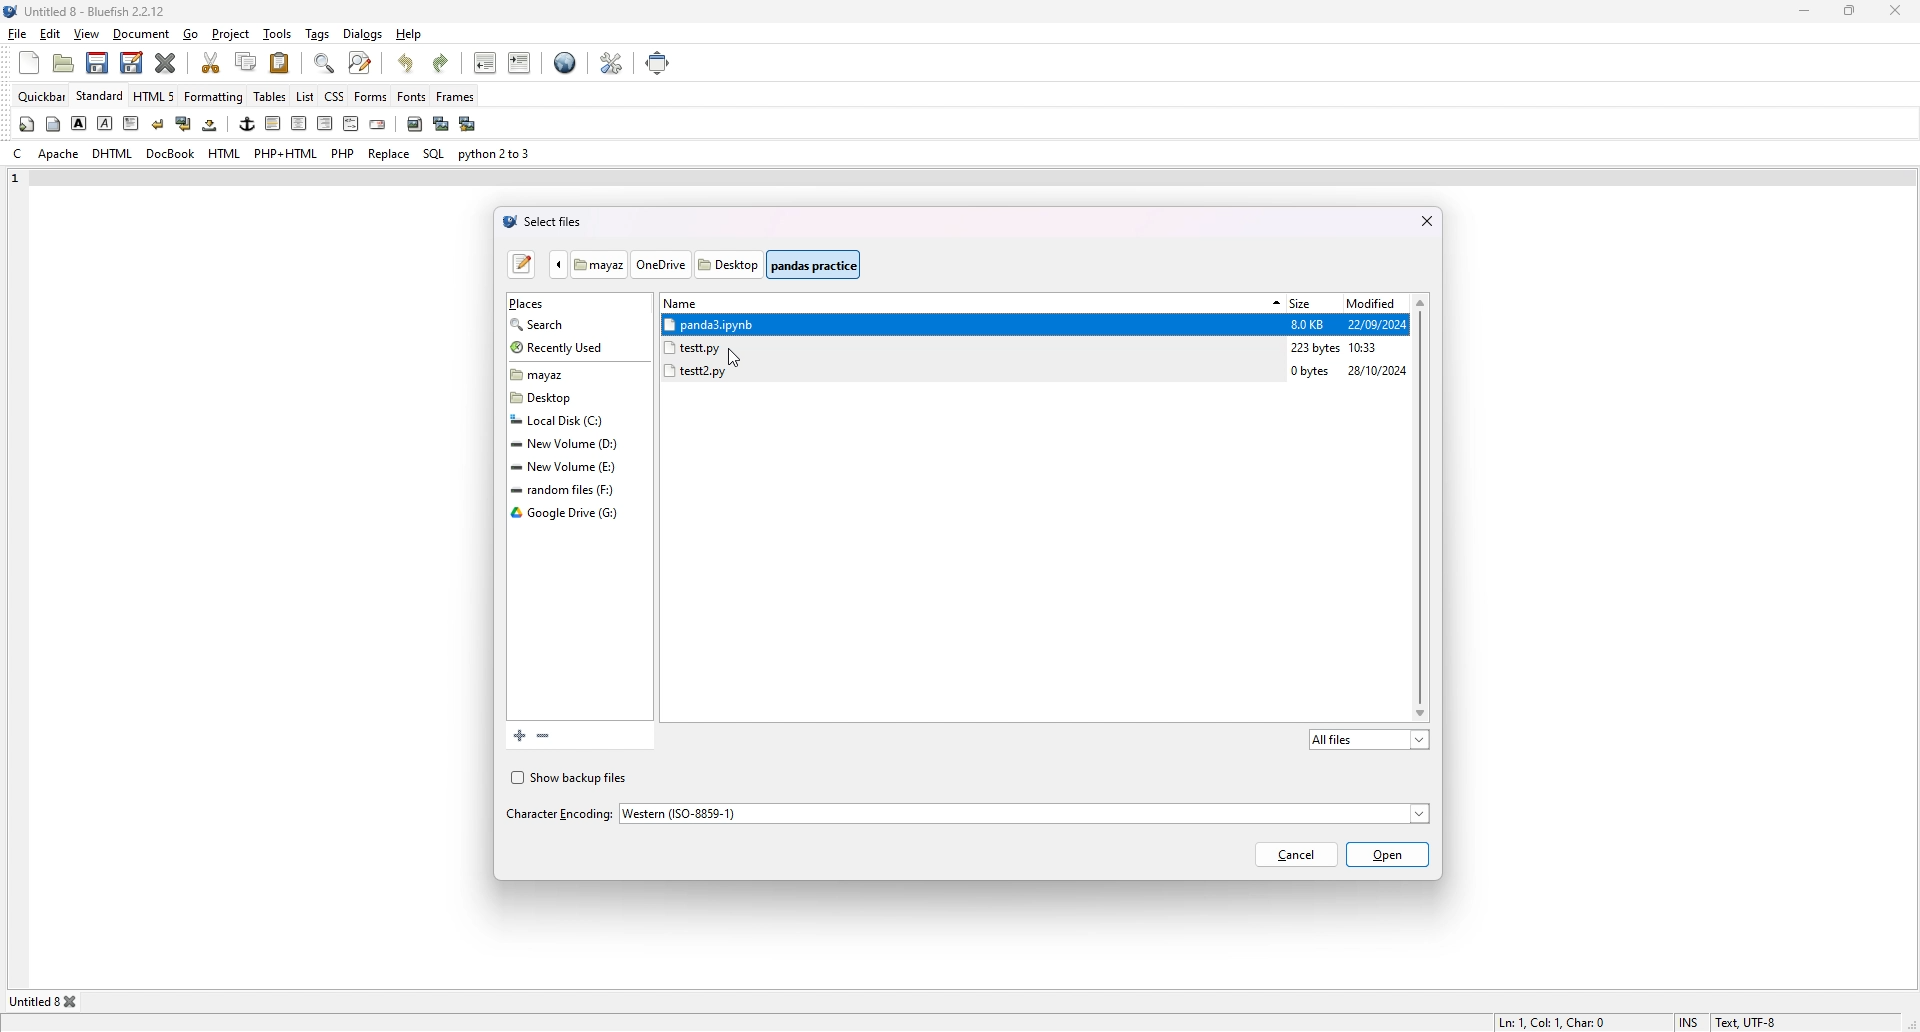 Untitled 8 - Bluefish 2.2.12
File Edit View Document Go Project Tools Tags Dialogs Help
Quickbar Standard HTML 5 Formatting Tables List CSS Forms Fonts Frames
C Apache DHTML DocBook HTML PHP+HTML PHP Replace SQL python 2 to 3
1
Select files
mayaz OneDrive Desktop pandas practice
Places
Name Size Modified
Search
panda3.ipynb 8.0 KB 22/09/2024
Recently Used
testt.py 223 bytes 10:33
testt2.py 0 bytes 28/10/2024
mayaz
Desktop
Local Disk (C:)
New Volume (D:)
New Volume (E:)
random files (F:)
Google Drive (G:)
All files
Show backup files
Character Encoding: Western (ISO-8859-1)
Cancel Open
Untitled 8
Ln: 1, Col: 1, Char: 0 INS Text, UTF-8